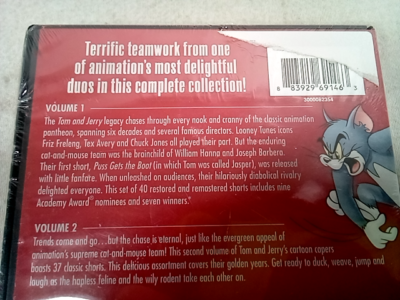 Terrific teamwork from one
of animation's most delightful
duos in this complete collection!
8 83929 69146 3
VOLUME 1
The Tom and Jerry legacy chases through every nook and cranny of the classic animation
pantheon, spanning six decades and several famous directors. Looney Tunes icons
Friz Freleng, Tex Avery and Chuck Jones all played their part. But the enduring
cat-and-mouse team was the brainchild of William Hanna and Joseph Barbera.
Their first short, Puss Gets the Boot (in which Tom was called Jasper), was released
with little fanfare. When unleashed on audiences, their hilariously diabolical rivalry
delighted everyone. This set of 40 restored and remastered shorts includes nine
Academy Award® nominees and seven winners.*
VOLUME 2
Trends come and go... but the chase is eternal, just like the evergreen appeal of
animation's supreme cat-and-mouse team! This second volume of Tom and Jerry's cartoon capers
boasts 37 classic shorts. This delicious assortment covers their golden years. Get ready to duck, weave, jump and
laugh as the hapless feline and the wily rodent take each other on.